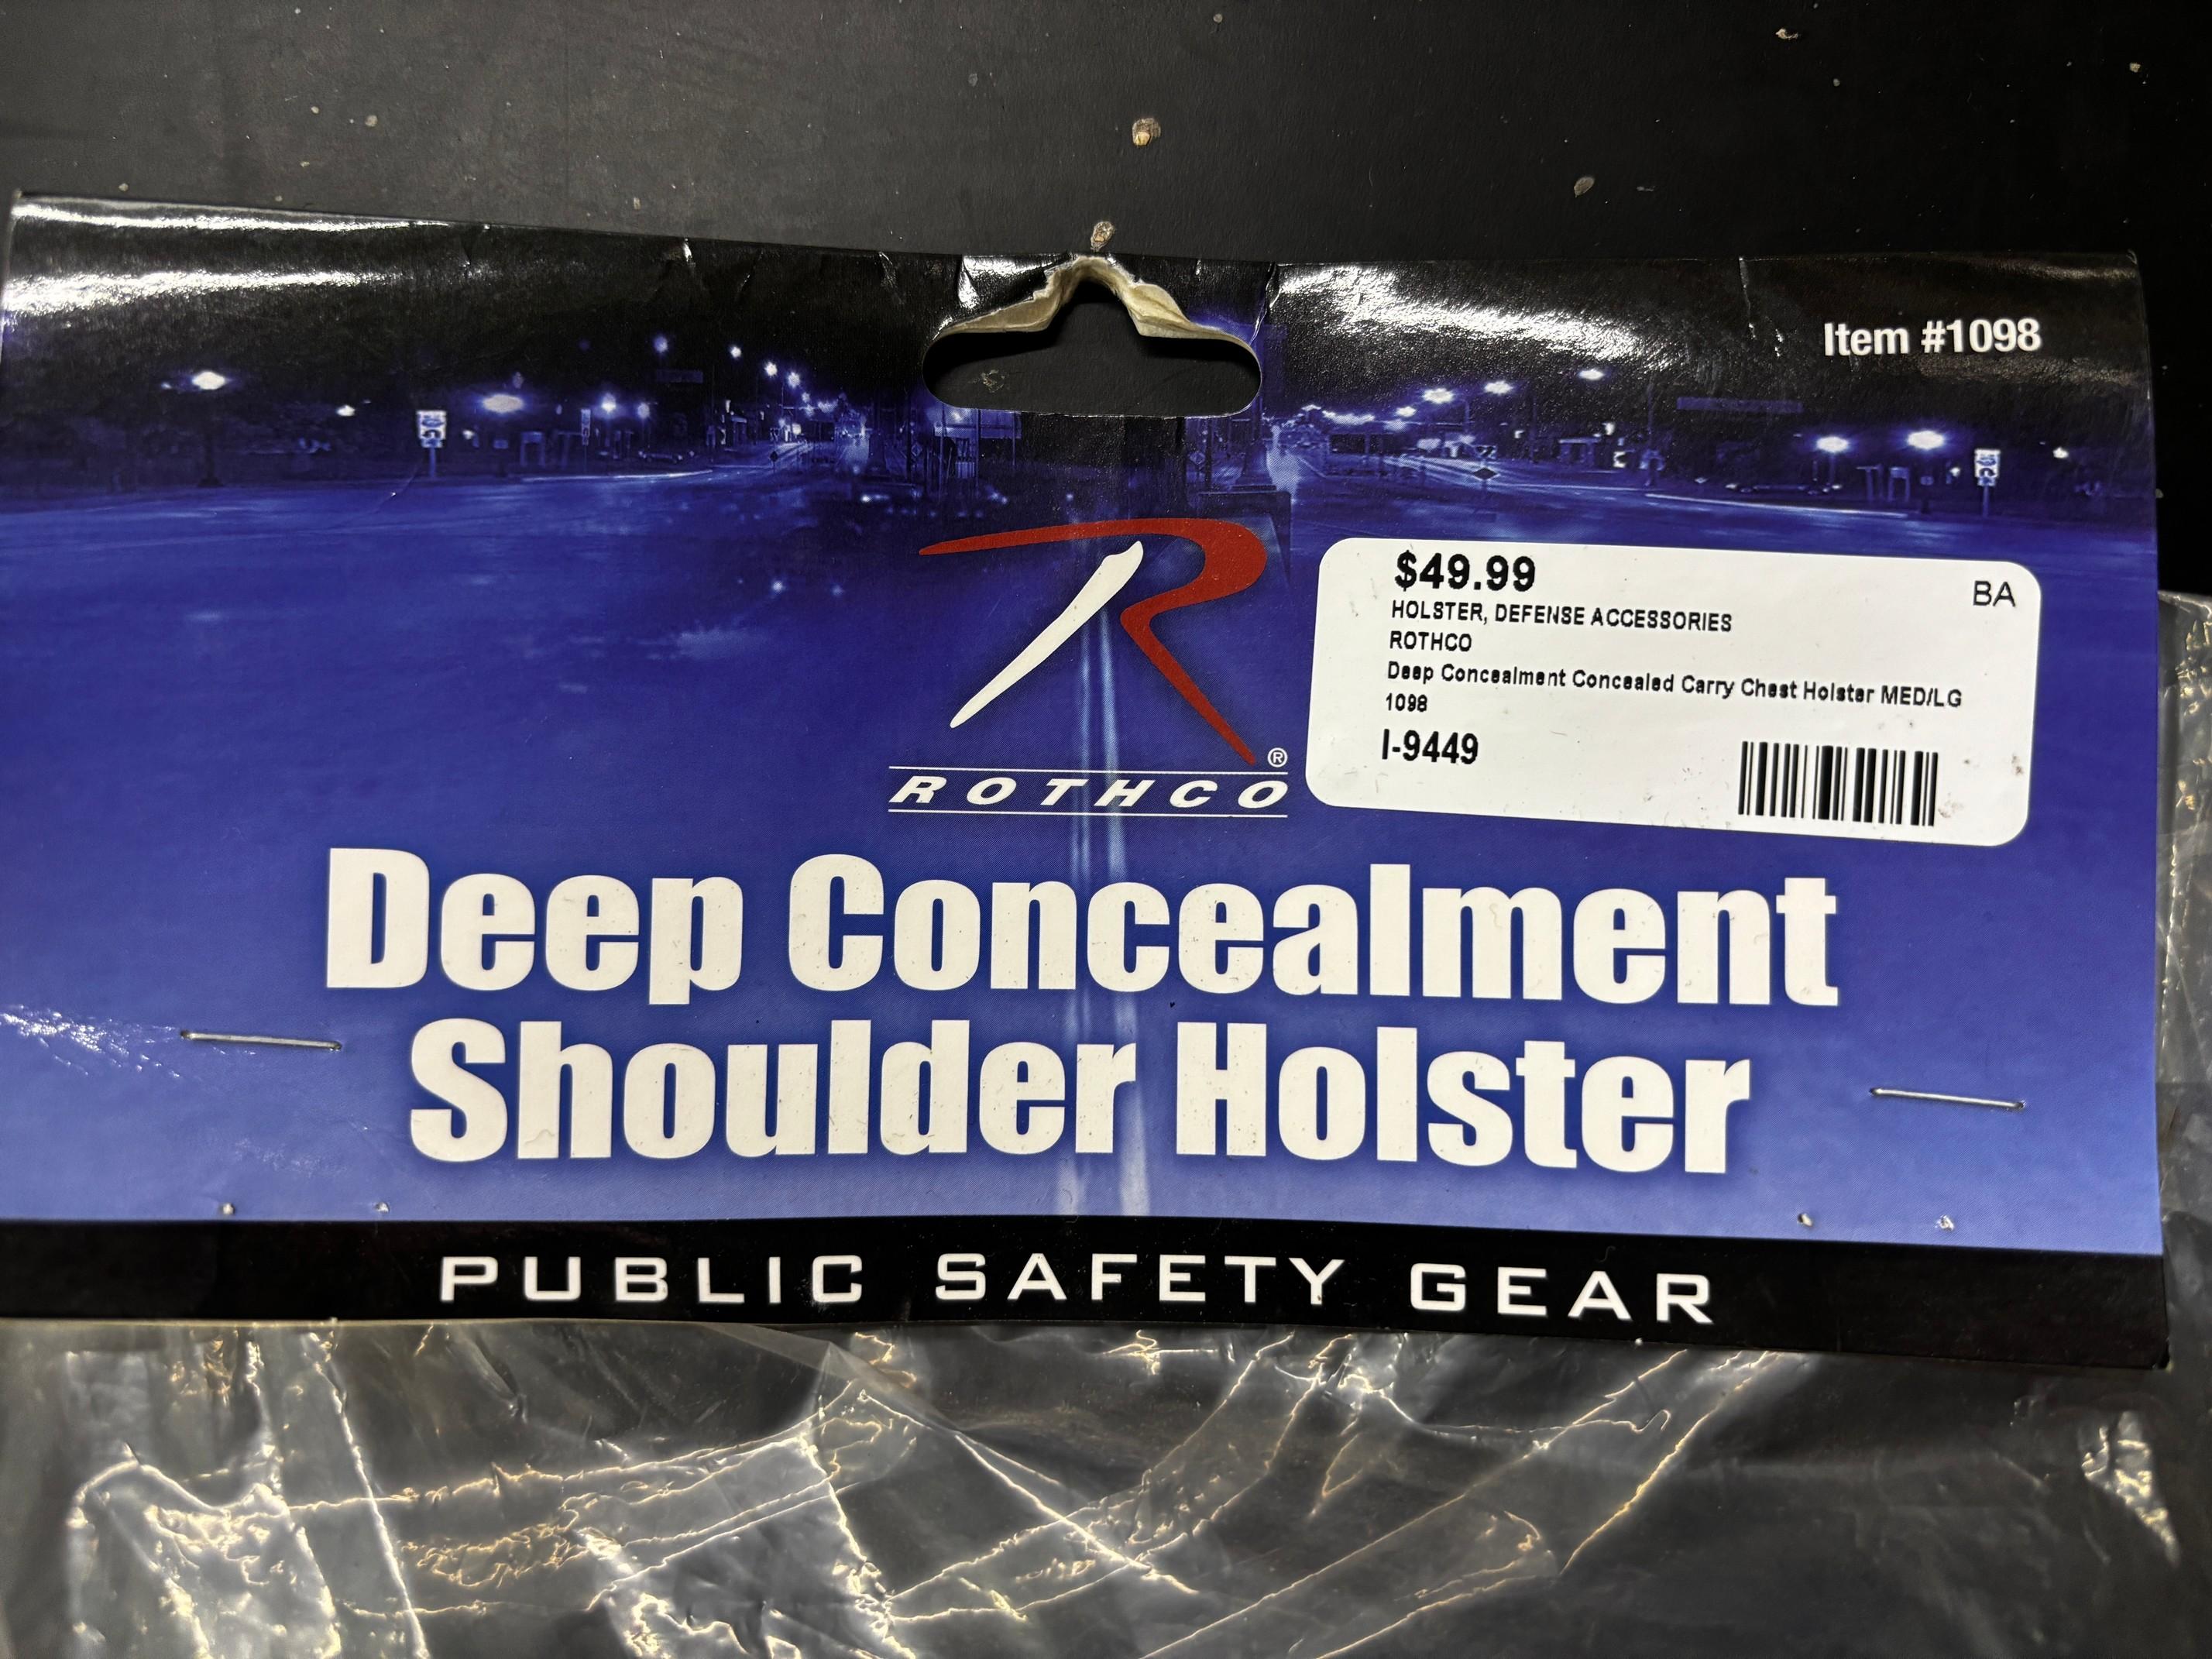 Item #1098
$49.99
BA
HOLSTER, DEFENSE ACCESSORIES
ROTHCO
Deep Concealment Concealed Carry Chest Holster MED/LG
1098
I-9449
R®
ROTHCO
Deep Concealment
Shoulder Holster
PUBLIC SAFETY GEAR